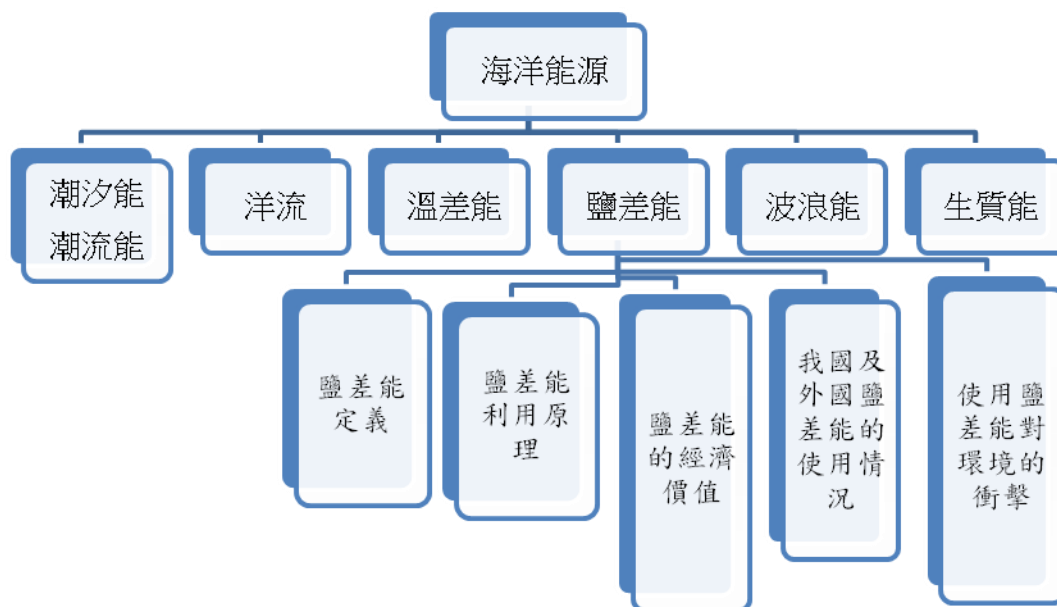 海洋能源
潮汐能
潮流能
洋流
溫差能
鹽差能
波浪能
生質能
鹽差能
定義
鹽差能
利用原
理
鹽差能
的經濟
價值
我國及
外國鹽
差能的
使用情
況
使用鹽
差能對
環境的
衝擊